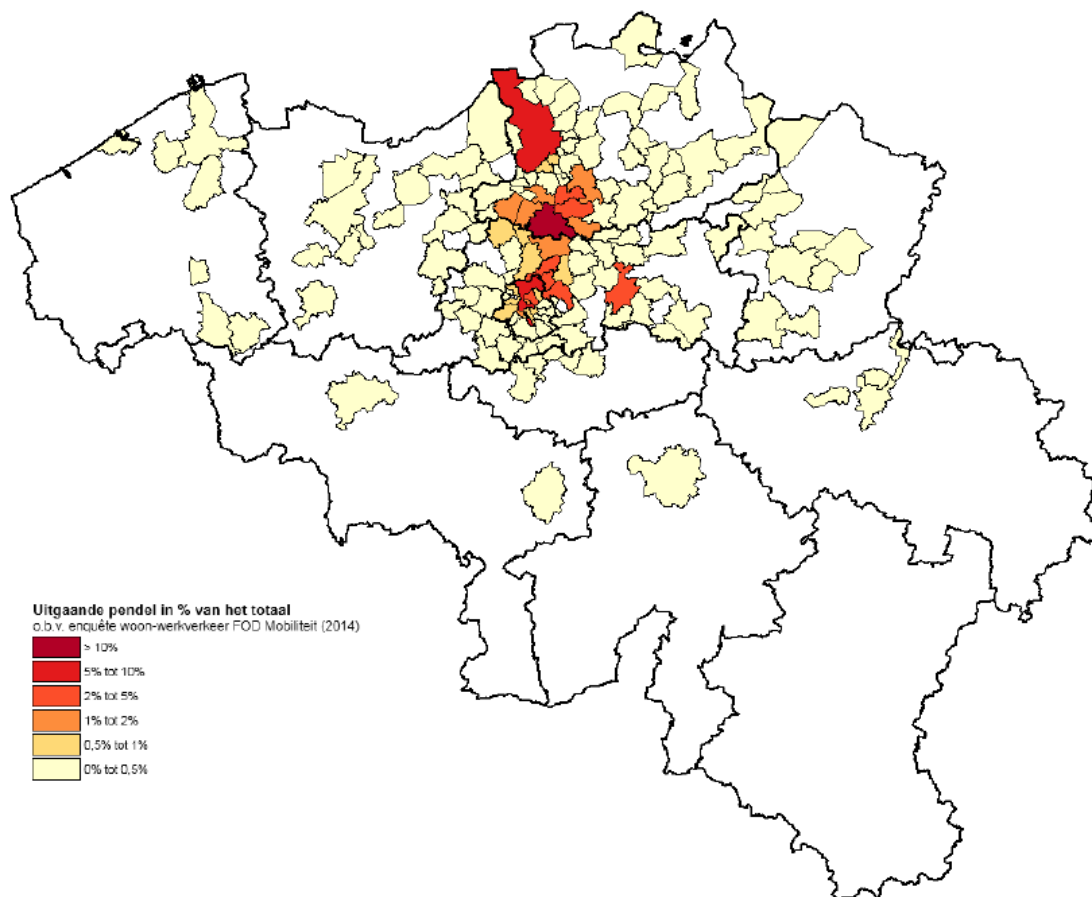 Uitgaande pendel in % van het totaal
o.b.v. enquête woon-werkverkeer FOD Mobiliteit (2014)
> 10%
5% tot 10%
2% tot 5%
1% tot 2%
0,5% tot 1%
0% tot 0,5%